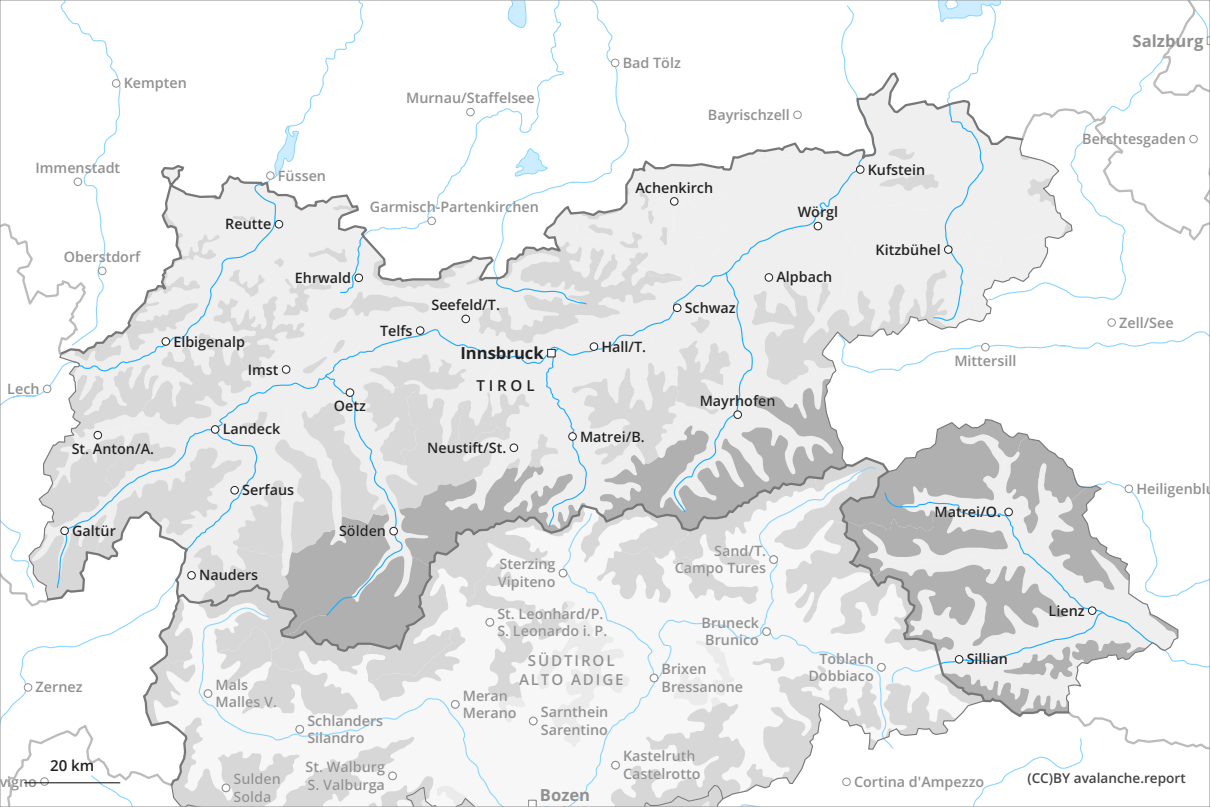 Salzburg
Bad Tölz
Kempten
Murnau/Staffelsee
Bayrischzell
Berchtesgaden
Immenstadt
Füssen
Kufstein
Achenkirch
Garmisch-Partenkirchen
Wörgl
Reutte
Kitzbühel
Oberstdorf
Ehrwald
Alpbach
Seefeld/T.
Schwaz
Zell/See
Telfs
Elbigenalp
Innsbruck
Hall/T.
Mittersill
Imst
TIROL
Lech
Oetz
Mayrhofen
Landeck
Matrei/B.
St. Anton/A.
Neustift/St.
Serfaus
Heiligenblu
Matrei/O.
Galtür
Sölden
Sand/T.
Campo Tures
Sterzing
Vipiteno
Nauders
Lienz
St. Leonhard/P.
S. Leonardo i. P.
Bruneck
Brunico
SÜDTIROL
ALTO ADIGE
Sillian
Toblach
Dobbiaco
Brixen
Bressanone
Zernez
Mals
Malles V.
Meran
Merano
Sarnthein
Sarentino
Schlanders
Silandro
Kastelruth
Castelrotto
20 km
St. Walburg
S. Valburga
vigno
Sulden
Solda
Cortina d'Ampezzo
(CC)BY avalanche.report
Bozen